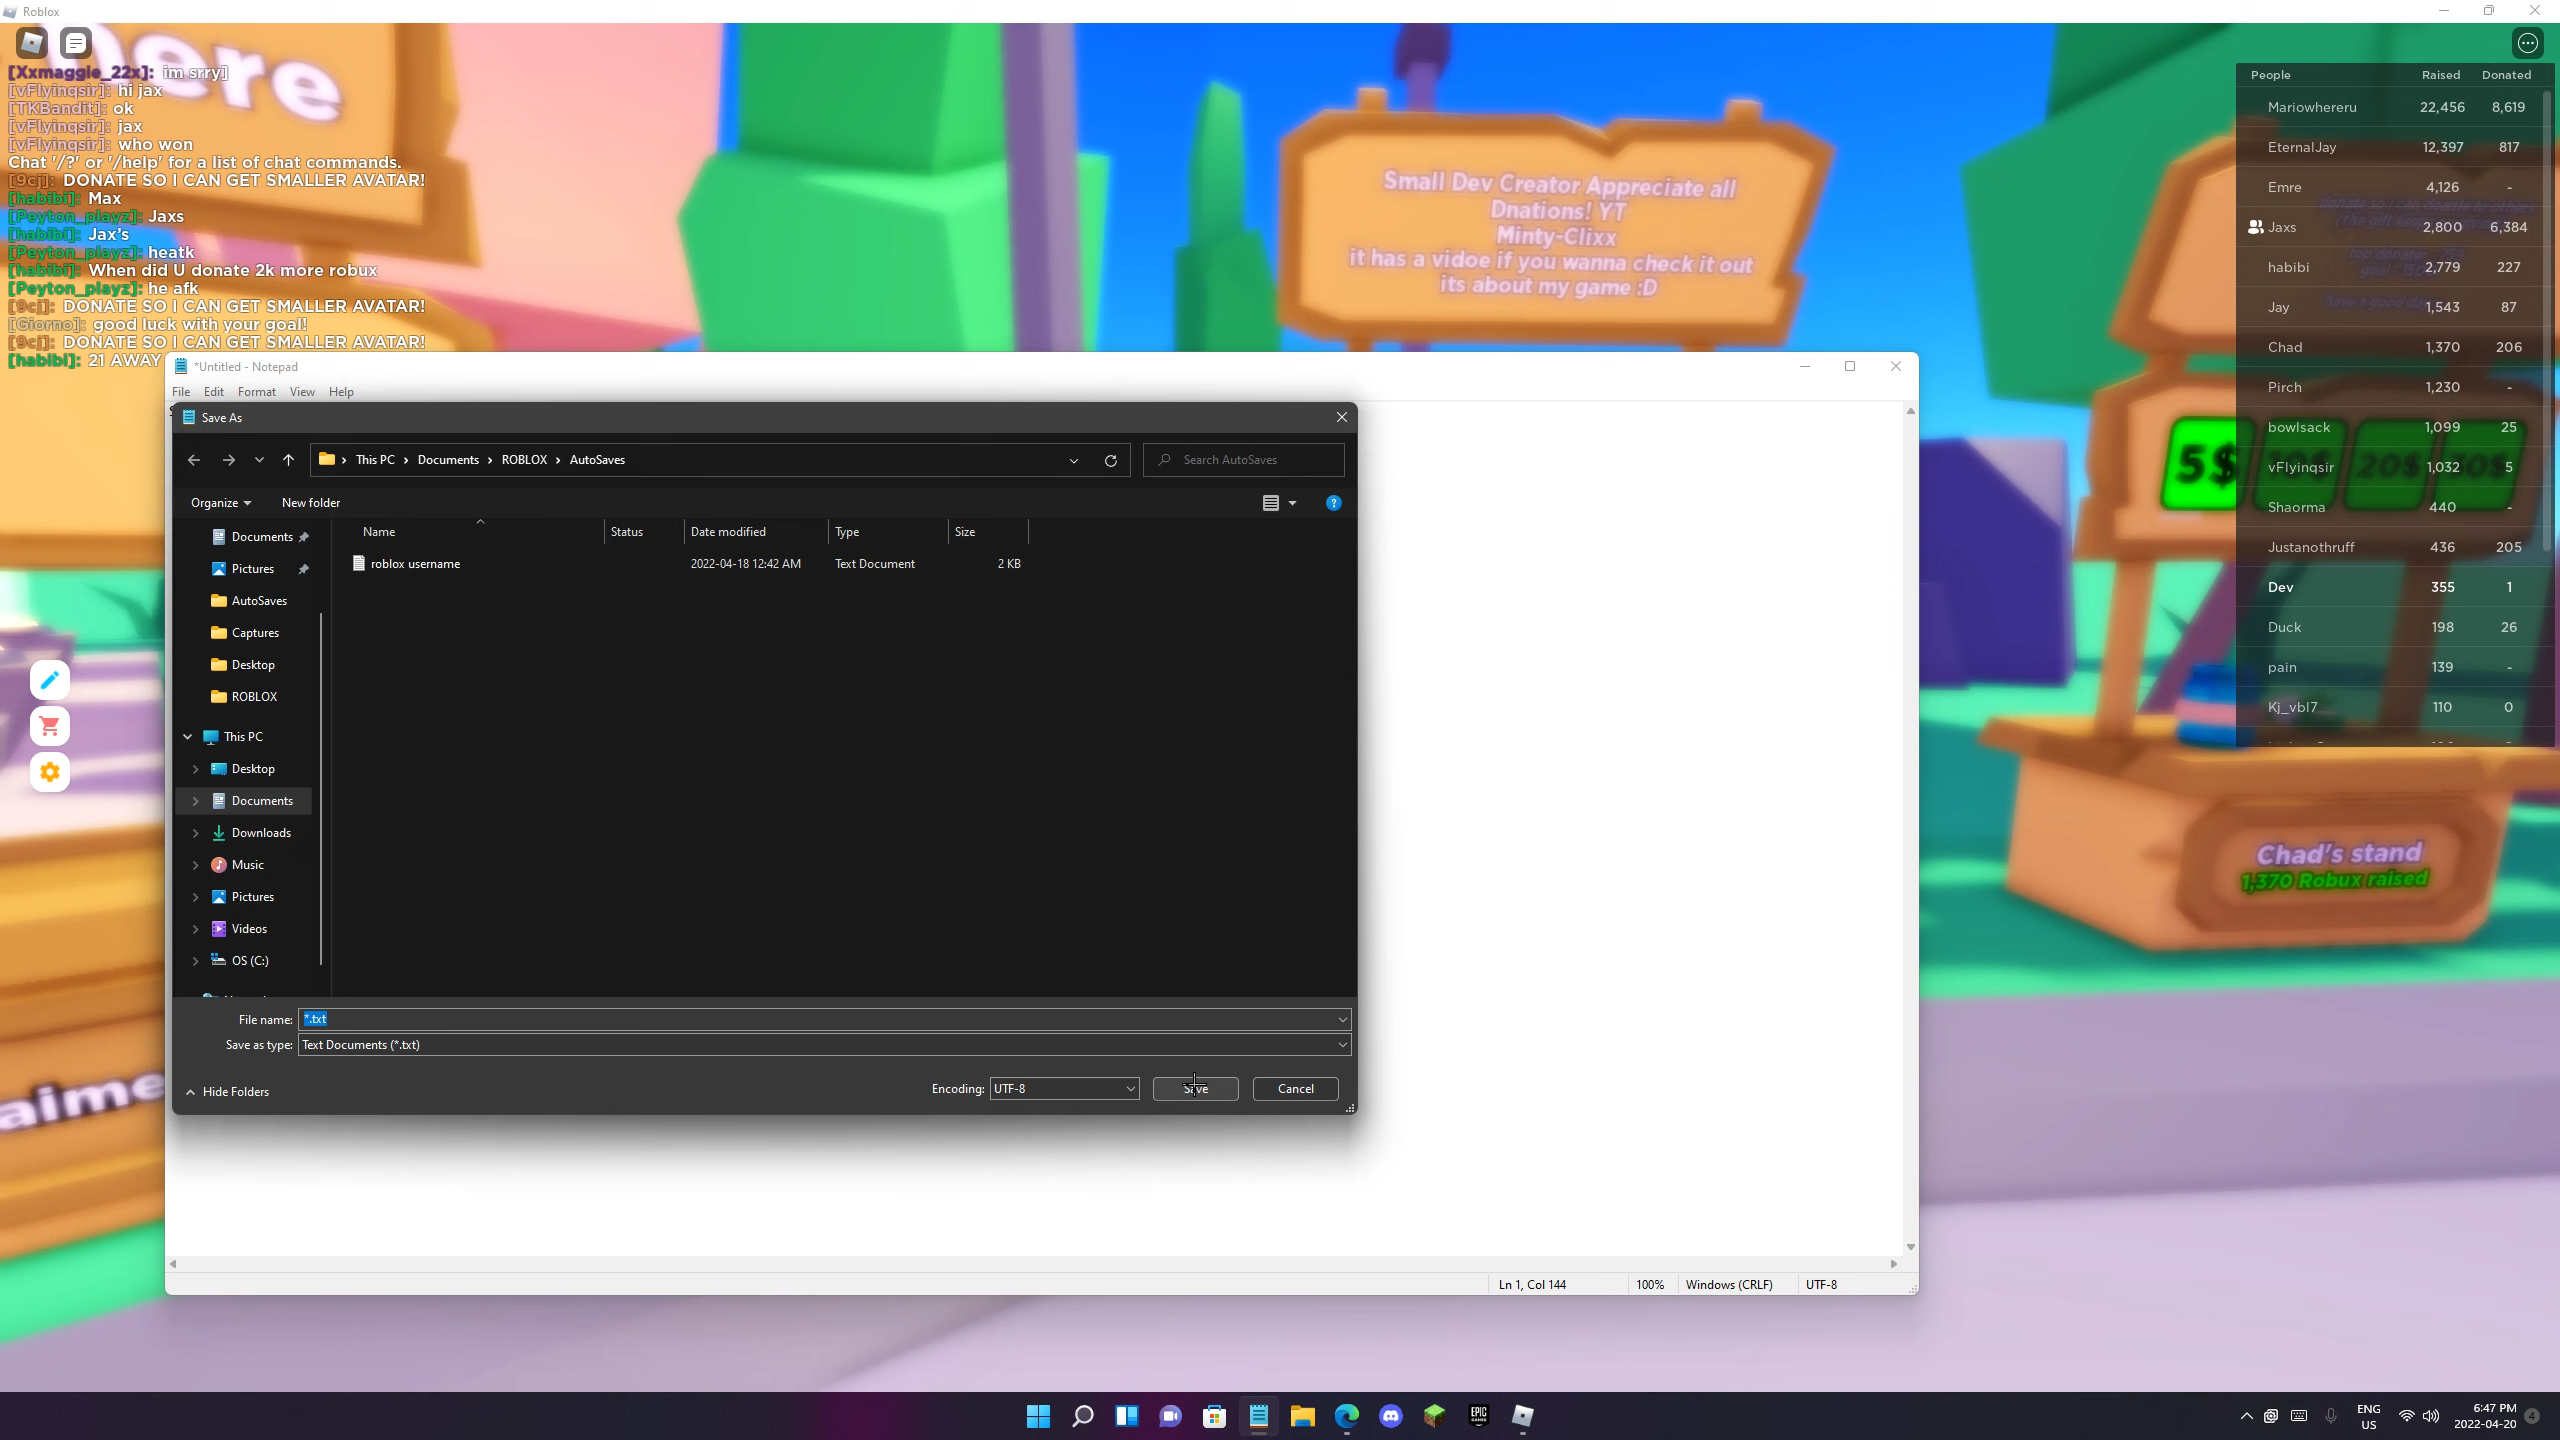 Roblox
here
[Xxmaggie_22x]: im srry]
[vFlyinqsir]: hi jax
[TKBandit]: ok
[vFlyinqsir]: jax
[vFlyinqsir]: who won
Chat '/?' or '/help' for a list of chat commands.
[9cj]: DONATE SO I CAN GET SMALLER AVATAR!
[habibi]: Max
[Peyton_playz]: Jaxs
[habibi]: Jax's
[Peyton_playz]: heatk
[habibi]: When did U donate 2k more robux
[Peyton_playz]: he afk
[9cj]: DONATE SO I CAN GET SMALLER AVATAR!
[Giorno]: good luck with your goal!
[9cj]: DONATE SO I CAN GET SMALLER AVATAR!
[habibi]: 21 AWAY
Small Dev Creator Appreciate all
Dnations! YT
Minty-Clixx
it has a vidoe if you wanna check it out
its about my game :D
People Raised Donated
Mariowhereru 22,456 8,619
EternalJay 12,397 817
Emre 4,126 -
Jaxs 2,800 6,384
habibi 2,779 227
Jay 1,543 87
Chad 1,370 206
Pirch 1,230 -
bowlsack 1,099 25
vFlyinqsir 1,032 5
Shaorma 440 -
Justanothruff 436 205
Dev 355 1
Duck 198 26
pain 139 -
Kj_vbl7 110 0
5$ 20$
Chad's stand
1,370 Robux raised
aime
*Untitled - Notepad
File Edit Format View Help
Save As
This PC > Documents > ROBLOX > AutoSaves
Search AutoSaves
Organize New folder
Name Status Date modified Type Size
roblox username 2022-04-18 12:42 AM Text Document 2 KB
Documents
Pictures
AutoSaves
Captures
Desktop
ROBLOX
This PC
Desktop
Documents
Downloads
Music
Pictures
Videos
OS (C:)
File name: *.txt
Save as type: Text Documents (*.txt)
Hide Folders
Encoding: UTF-8
Save
Cancel
Ln 1, Col 144 100% Windows (CRLF) UTF-8
EPIC GAMES
ENG
US
6:47 PM
2022-04-20
4